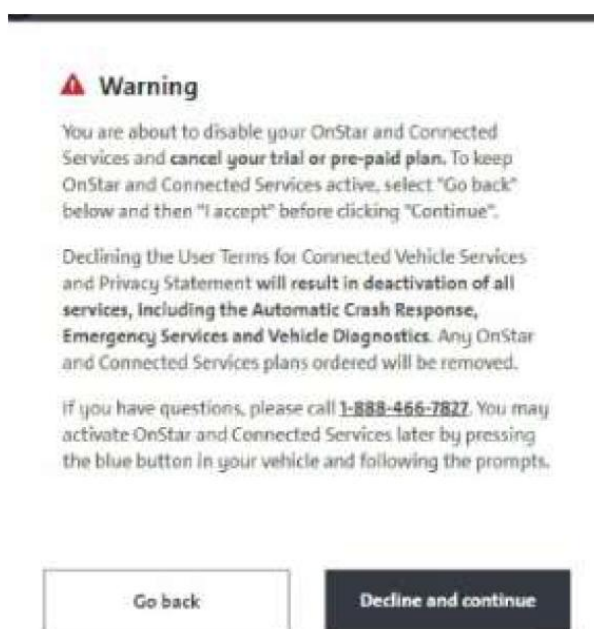 Warning
You are about to disable your OnStar and Connected
Services and cancel your trial or pre-paid plan. To keep
OnStar and Connected Services active, select "Go back"
below and then "I accept" before clicking "Continue".
Declining the User Terms for Connected Vehicle Services
and Privacy Statement will result in deactivation of all
services, including the Automatic Crash Response,
Emergency Services and Vehicle Diagnostics. Any OnStar
and Connected Services plans ordered will be removed.
If you have questions, please call 1-888-466-7827. You may
activate OnStar and Connected Services later by pressing
the blue button in your vehicle and following the prompts.
Go back
Decline and continue